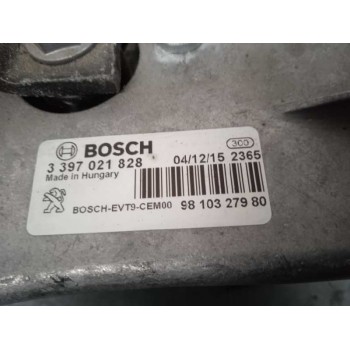 BOSCH 300
3 397 021 828 04/12/15 2365
Made in Hungary
BOSCH-EVT9-CEM00 98 103 279 80